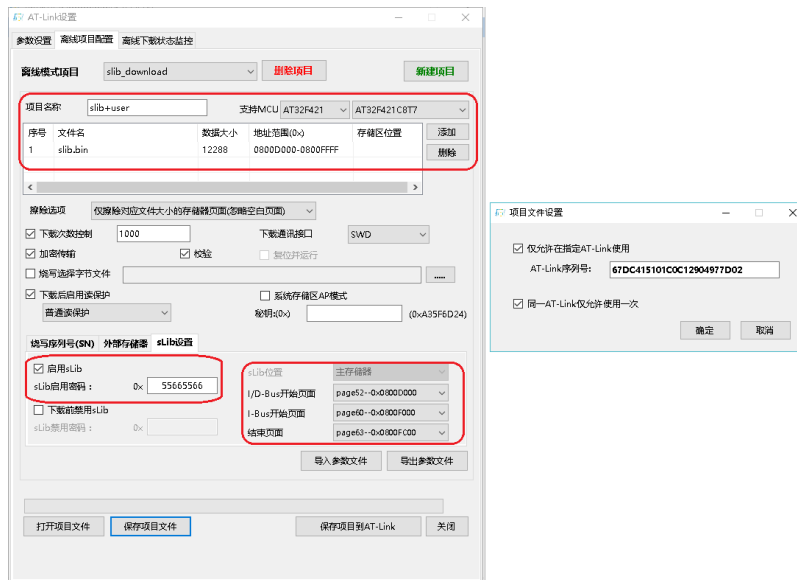 AT-Link设置
参数设置 离线项目配置 离线下载状态监控
离线模式项目 slib_download 删除项目 新建项目
项目名称 slib+user 支持MCU AT32F421 AT32F421C8T7
序号 文件名 数据大小 地址范围(0x) 存储区位置 添加
1 slib.bin 12288 0800D000-0800FFFF 删除
擦除选项 仅擦除对应文件大小的存储器页面(忽略空白页面)
下载次数控制 1000 下载通讯接口 SWD
加密传输 校验 复位并运行
烧写选择字节文件 .....
下载后启用读保护 系统存储区AP模式
普通读保护 秘钥:(0x) (0xA35F6D24)
烧写序列号(SN) 外部存储器 sLib设置
启用sLib sLib位置 主存储器
sLib启用密码： 0x 55665566 I/D-Bus开始页面 page52--0x0800D000
下载前禁用sLib I-Bus开始页面 page60--0x0800F000
sLib禁用密码： 0x 结束页面 page63--0x0800FC00
导入参数文件 导出参数文件
打开项目文件 保存项目文件 保存项目到AT-Link 关闭
项目文件设置
仅允许在指定AT-Link使用
AT-Link序列号: 67DC415101C0C12904977D02
同一AT-Link仅允许使用一次
确定 取消